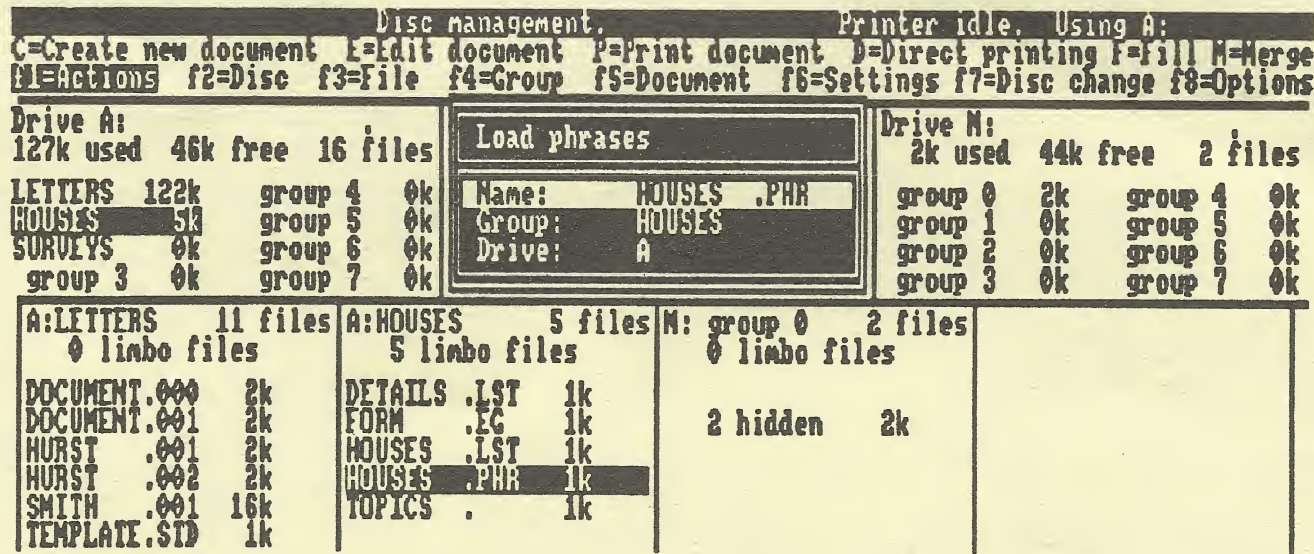 Disc management. Printer idle. Using A:
C=Create new document E=Edit document P=Print document D=Direct printing F=Fill M=Merge
f1=Actions f2=Disc f3=File f4=Group f5=Document f6=Settings f7=Disc change f8=Options
Drive A:
127k used 46k free 16 files
LETTERS 122k group 4 0k
HOUSES 5k group 5 0k
SURVEYS 0k group 6 0k
group 3 0k group 7 0k
Load phrases
Name: HOUSES .PHR
Group: HOUSES
Drive: A
Drive M:
2k used 44k free 2 files
group 0 2k group 4 0k
group 1 0k group 5 0k
group 2 0k group 6 0k
group 3 0k group 7 0k
A:LETTERS 11 files
0 limbo files
DOCUMENT.000 2k
DOCUMENT.001 2k
HURST .001 2k
HURST .002 2k
SMITH .001 16k
TEMPLATE.STD 1k
A:HOUSES 5 files
5 limbo files
DETAILS .LST 1k
FORM .EG 1k
HOUSES .LST 1k
HOUSES .PHR 1k
TOPICS . 1k
M: group 0 2 files
0 limbo files
2 hidden 2k